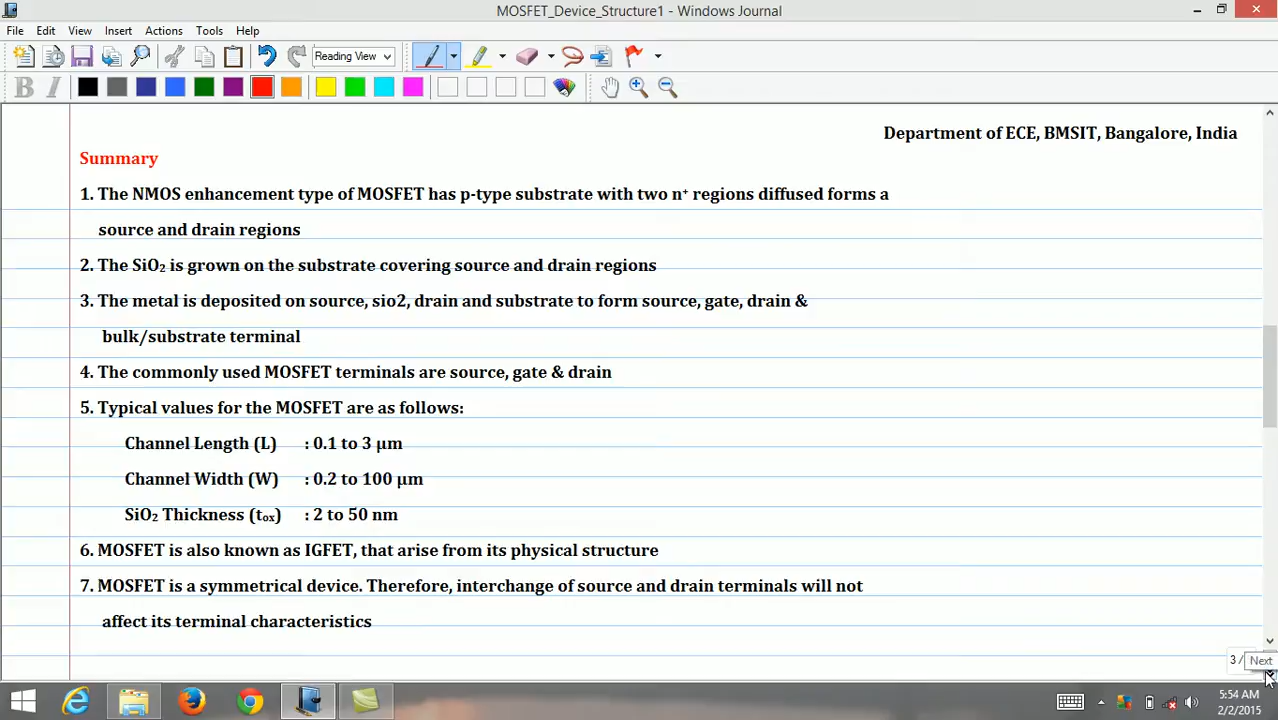 MOSFET_Device_Structure1 - Windows Journal
File Edit View Insert Actions Tools Help
Reading View
B I
Department of ECE, BMSIT, Bangalore, India
Summary
1. The NMOS enhancement type of MOSFET has p-type substrate with two n⁺ regions diffused forms a
source and drain regions
2. The SiO₂ is grown on the substrate covering source and drain regions
3. The metal is deposited on source, sio2, drain and substrate to form source, gate, drain &
bulk/substrate terminal
4. The commonly used MOSFET terminals are source, gate & drain
5. Typical values for the MOSFET are as follows:
Channel Length (L) : 0.1 to 3 µm
Channel Width (W) : 0.2 to 100 µm
SiO₂ Thickness (tₒₓ) : 2 to 50 nm
6. MOSFET is also known as IGFET, that arise from its physical structure
7. MOSFET is a symmetrical device. Therefore, interchange of source and drain terminals will not
affect its terminal characteristics
3 / Next
5:54 AM
2/2/2015